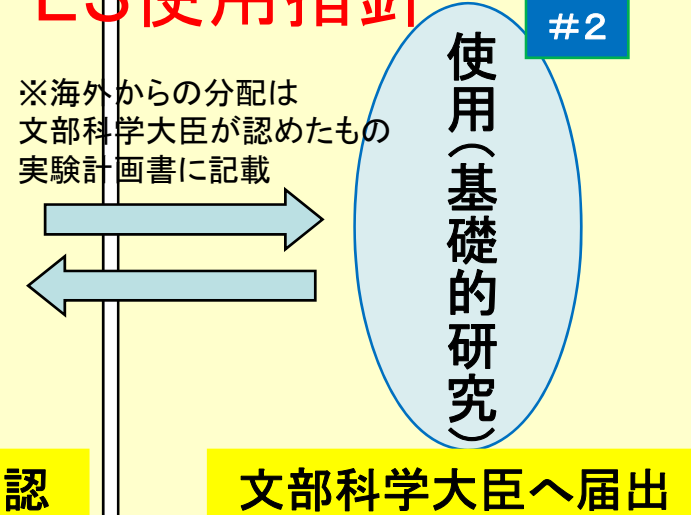 ES使用指針
#2
※海外からの分配は
文部科学大臣が認めたもの
実験計画書に記載
使用(基礎的研究)
認
文部科学大臣へ届出